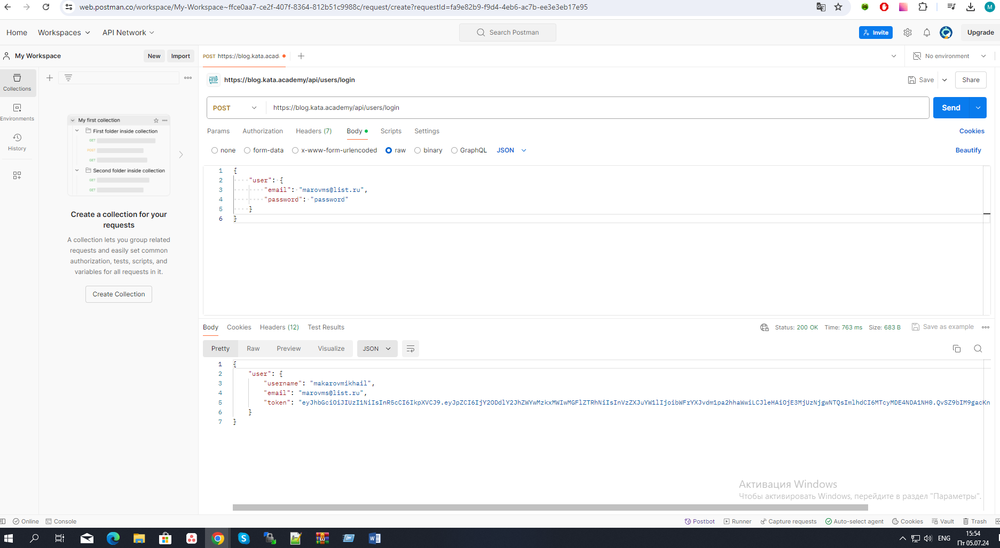 web.postman.co/workspace/My-Workspace~ffce0aa7-ce2f-407f-8364-812b51c9988c/request/create?requestId=fa9e82b9-f9d4-4eb6-ac7b-ee3e3eb17e95
M
Home Workspaces API Network Search Postman Invite Upgrade
My Workspace New Import POST https://blog.kata.acad No environment
Collections
Environments
History
My first collection
First folder inside collection
GET
POST
GET
Second folder inside collection
GET
GET
Create a collection for your
requests
A collection lets you group related
requests and easily set common
authorization, tests, scripts, and
variables for all requests in it.
Create Collection
HTTP https://blog.kata.academy/api/users/login Save Share
POST https://blog.kata.academy/api/users/login Send
Params Authorization Headers (7) Body Scripts Settings Cookies
none form-data x-www-form-urlencoded raw binary GraphQL JSON Beautify
1 {
2 "user": {
3 "email": "marovms@list.ru",
4 "password": "password"
5 }
6 }
Body Cookies Headers (12) Test Results Status: 200 OK Time: 763 ms Size: 683 B Save as example
Pretty Raw Preview Visualize JSON
1 {
2 "user": {
3 "username": "makarovmikhail",
4 "email": "marovms@list.ru",
5 "token": "eyJhbGciOiJIUzI1NiIsInR5cCI6IkpXVCJ9.eyJpZCI6IjY2ODdlY2JhZWYwMzkxMWIwMGFlZTRhNiIsInVzZXJuYW1lIjoibWFrYXJvdm1pa2hhaWwiLCJleHAiOjE3MjUzNjgwNTQsImlhdCI6MTcyMDE4NDA1NH0.QvSZ9bIM9gacKn
6 }
7 }
Активация Windows
Чтобы активировать Windows, перейдите в раздел "Параметры".
Online Console Postbot Runner Capture requests Auto-select agent Cookies Vault Trash
ENG
15:54
Пт 05.07.24